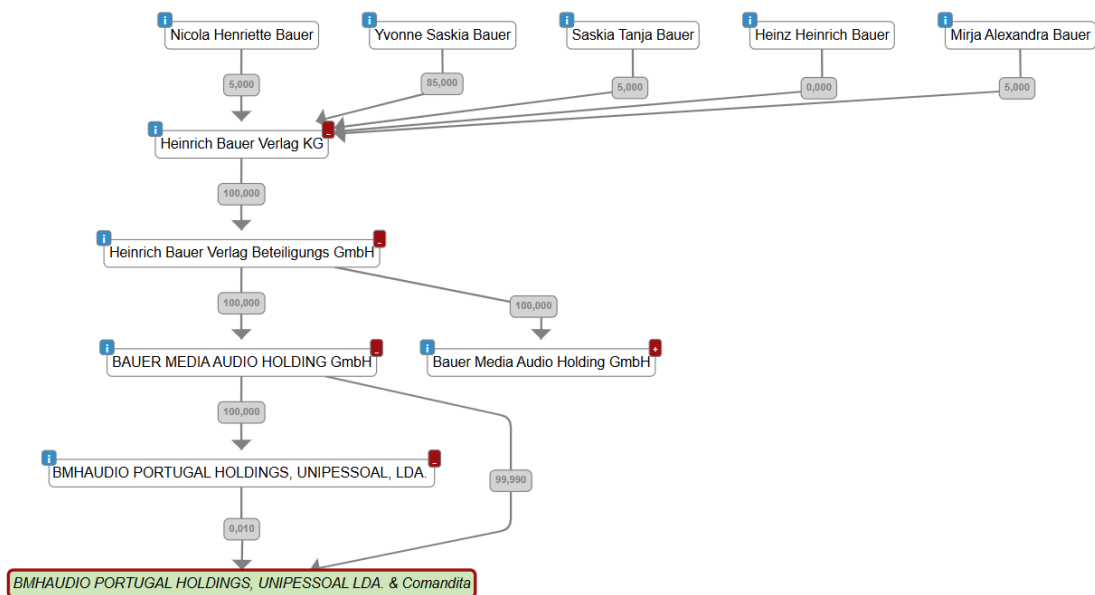 i
i
i
i
i
Nicola Henriette Bauer
Yvonne Saskia Bauer
Saskia Tanja Bauer
Heinz Heinrich Bauer
Mirja Alexandra Bauer
5,000
85,000
5,000
0,000
5,000
i
-
Heinrich Bauer Verlag KG
100,000
i
-
Heinrich Bauer Verlag Beteiligungs GmbH
100,000
100,000
i
-
i
+
BAUER MEDIA AUDIO HOLDING GmbH
Bauer Media Audio Holding GmbH
100,000
i
-
BMHAUDIO PORTUGAL HOLDINGS, UNIPESSOAL, LDA.
99,990
0,010
BMHAUDIO PORTUGAL HOLDINGS, UNIPESSOAL LDA. & Comandita